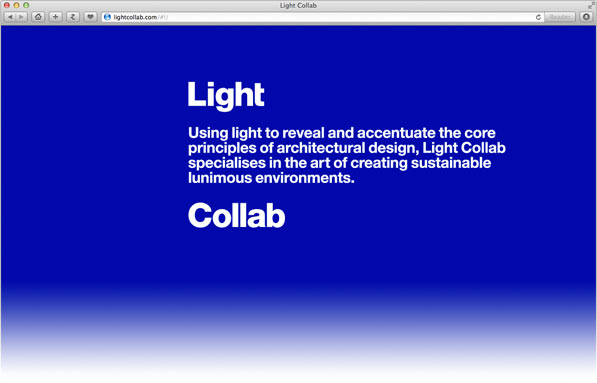 Light Collab
lightcollab.com/#U
Reader
Light
Using light to reveal and accentuate the core
principles of architectural design, Light Collab
specialises in the art of creating sustainable
lunimous environments.
Collab